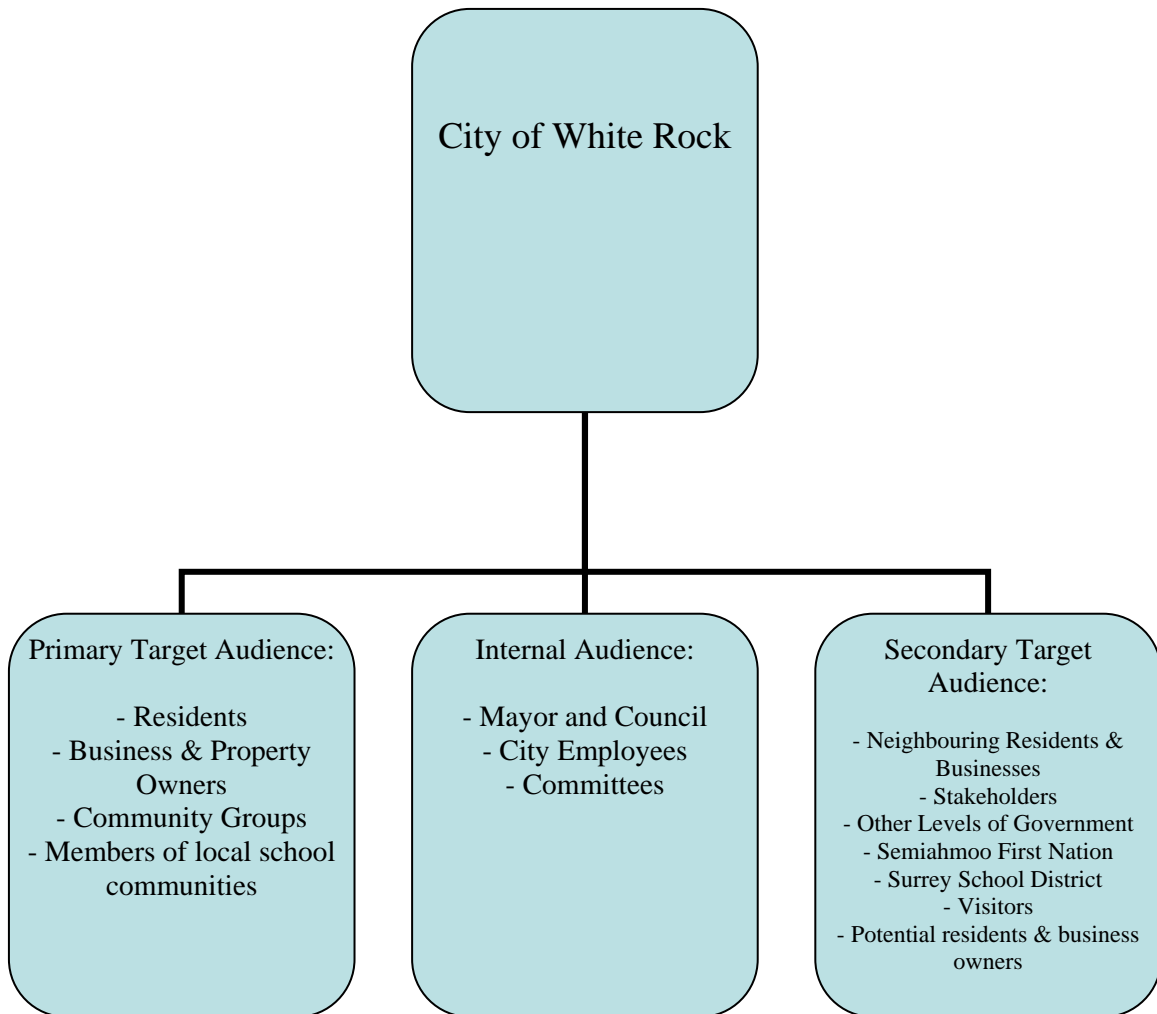 City of White Rock
Primary Target Audience:
- Residents
- Business & Property
Owners
- Community Groups
- Members of local school
communities
Internal Audience:
- Mayor and Council
- City Employees
- Committees
Secondary Target
Audience:
- Neighbouring Residents &
Businesses
- Stakeholders
- Other Levels of Government
- Semiahmoo First Nation
- Surrey School District
- Visitors
- Potential residents & business
owners